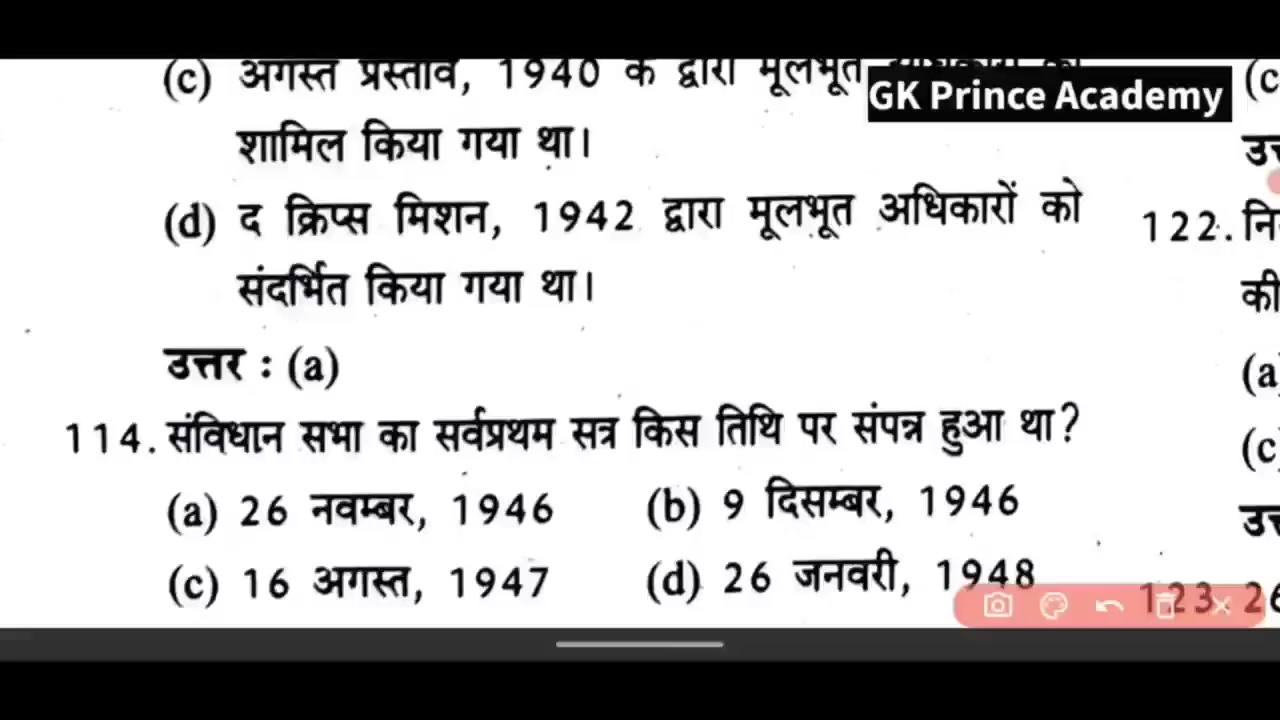 (c) अगस्त प्रस्ताव, 1940 के द्वारा मूलभूत
GK Prince Academy
शामिल किया गया था।
(d) द क्रिप्स मिशन, 1942 द्वारा मूलभूत अधिकारों को
संदर्भित किया गया था।
उत्तर : (a)
114. संविधान सभा का सर्वप्रथम सत्र किस तिथि पर संपन्न हुआ था?
(a) 26 नवम्बर, 1946 (b) 9 दिसम्बर, 1946
(c) 16 अगस्त, 1947 (d) 26 जनवरी, 1948
(c
122. नि
की
(a)
(c)
123. 26